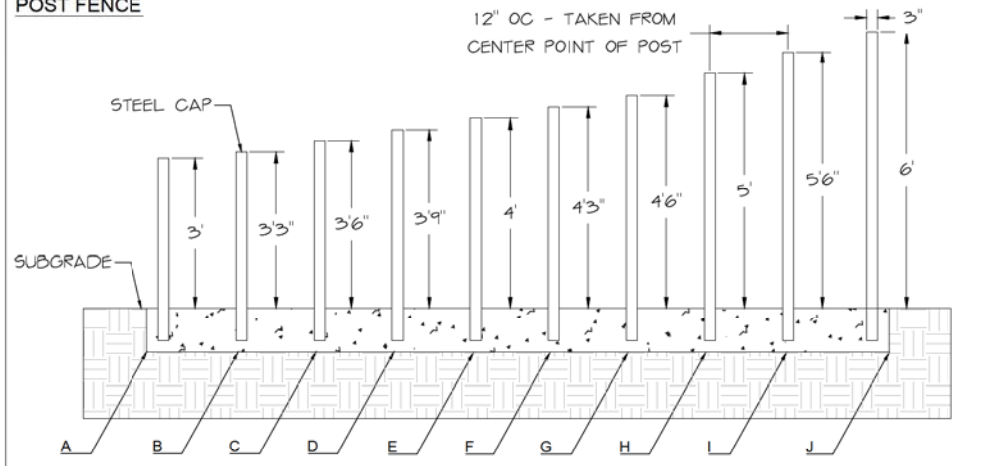 POST FENCE
12" OC - TAKEN FROM
CENTER POINT OF POST
3"
STEEL CAP
SUBGRADE
3'
3'3"
3'6"
3'9"
4'
4'3"
4'6"
5'
5'6"
6'
A
B
C
D
E
F
G
H
I
J